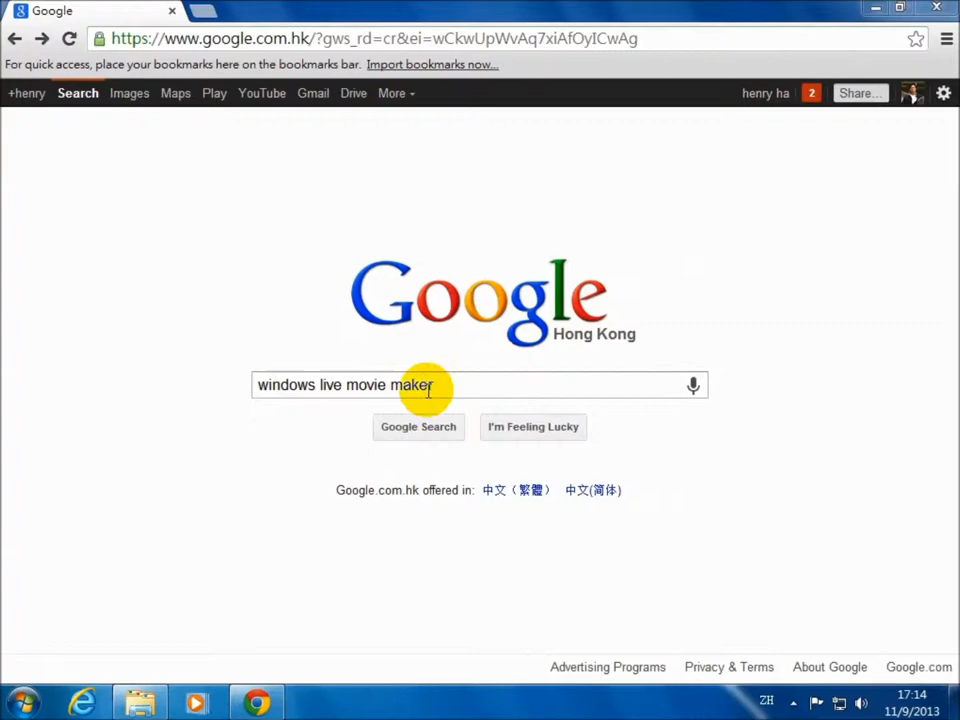 Google
https://www.google.com.hk/?gws_rd=cr&ei=wCkwUpWvAq7xiAfOyICwAg
For quick access, place your bookmarks here on the bookmarks bar. Import bookmarks now...
+henry Search Images Maps Play YouTube Gmail Drive More henry ha 2 Share...
Google
Hong Kong
windows live movie maker
Google Search I'm Feeling Lucky
Google.com.hk offered in: 中文（繁體） 中文(简体)
Advertising Programs Privacy & Terms About Google Google.com
ZH 17:14
11/9/2013